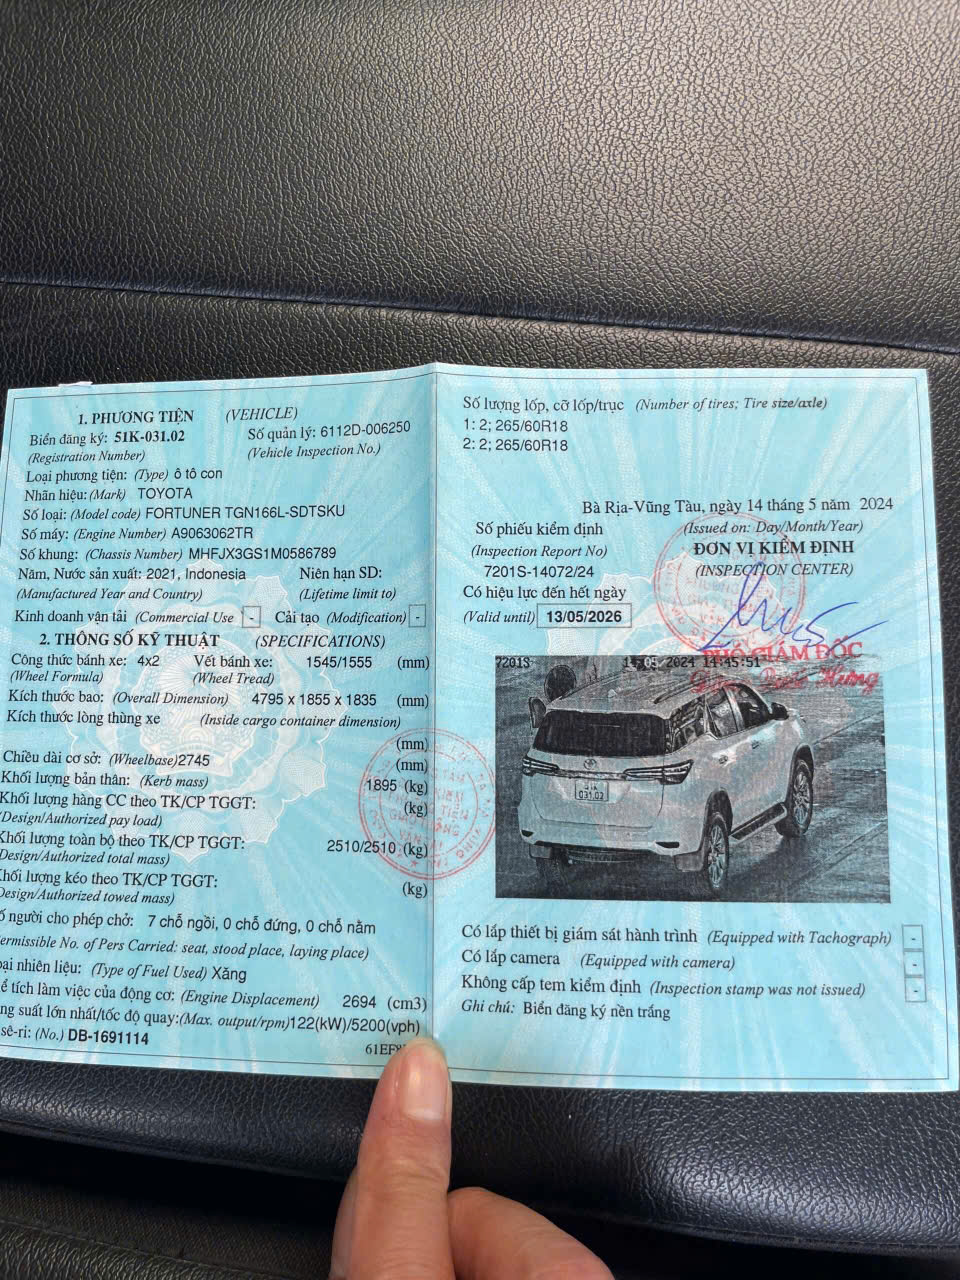 1. PHƯƠNG TIỆN (VEHICLE)
Biển đăng ký: 51K-031.02 Số quản lý: 6112D-006250
(Registration Number) (Vehicle Inspection No.)
Loại phương tiện: (Type) ô tô con
Nhãn hiệu: (Mark) TOYOTA
Số loại: (Model code) FORTUNER TGN166L-SDTSKU
Số máy: (Engine Number) A9063062TR
Số khung: (Chassis Number) MHFJX3GS1M0586789
Năm, Nước sản xuất: 2021, Indonesia Niên hạn SD:
(Manufactured Year and Country) (Lifetime limit to)
Kinh doanh vận tải (Commercial Use - Cải tạo (Modification) -
2. THÔNG SỐ KỸ THUẬT (SPECIFICATIONS)
Công thức bánh xe: 4x2 Vết bánh xe: 1545/1555 (mm)
(Wheel Formula) (Wheel Tread)
Kích thước bao: (Overall Dimension) 4795 x 1855 x 1835 (mm)
Kích thước lòng thùng xe (Inside cargo container dimension)
(mm)
Chiều dài cơ sở: (Wheelbase) 2745 (mm)
Khối lượng bản thân: (Kerb mass) 1895 (kg)
Khối lượng hàng CC theo TK/CP TGGT: (kg)
(Design/Authorized pay load)
Khối lượng toàn bộ theo TK/CP TGGT: 2510/2510 (kg)
Design/Authorized total mass)
hối lượng kéo theo TK/CP TGGT: (kg)
Design/Authorized towed mass)
ố người cho phép chở: 7 chỗ ngồi, 0 chỗ đứng, 0 chỗ nằm
ermissible No. of Pers Carried: seat, stood place, laying place)
ại nhiên liệu: (Type of Fuel Used) Xăng
ể tích làm việc của động cơ: (Engine Displacement) 2694 (cm3)
ng suất lớn nhất/tốc độ quay:(Max. output/rpm) 122(kW)/5200(vph)
sê-ri: (No.) DB-1691114
61EF
Số lượng lốp, cỡ lốp/trục (Number of tires; Tire size/axle)
1: 2; 265/60R18
2: 2; 265/60R18
Bà Rịa-Vũng Tàu, ngày 14 tháng 5 năm 2024
Số phiếu kiểm định (Issued on: Day/Month/Year)
(Inspection Report No) ĐƠN VỊ KIỂM ĐỊNH
7201S-14072/24 (INSPECTION CENTER)
Có hiệu lực đến hết ngày
(Valid until) 13/05/2026
PHÓ GIÁM ĐỐC
7201S 14 05 2024 14:45:51
51K
031.02
Có lắp thiết bị giám sát hành trình (Equipped with Tachograph) -
Có lắp camera (Equipped with camera) -
Không cấp tem kiểm định (Inspection stamp was not issued) -
Ghi chú: Biển đăng ký nền trắng